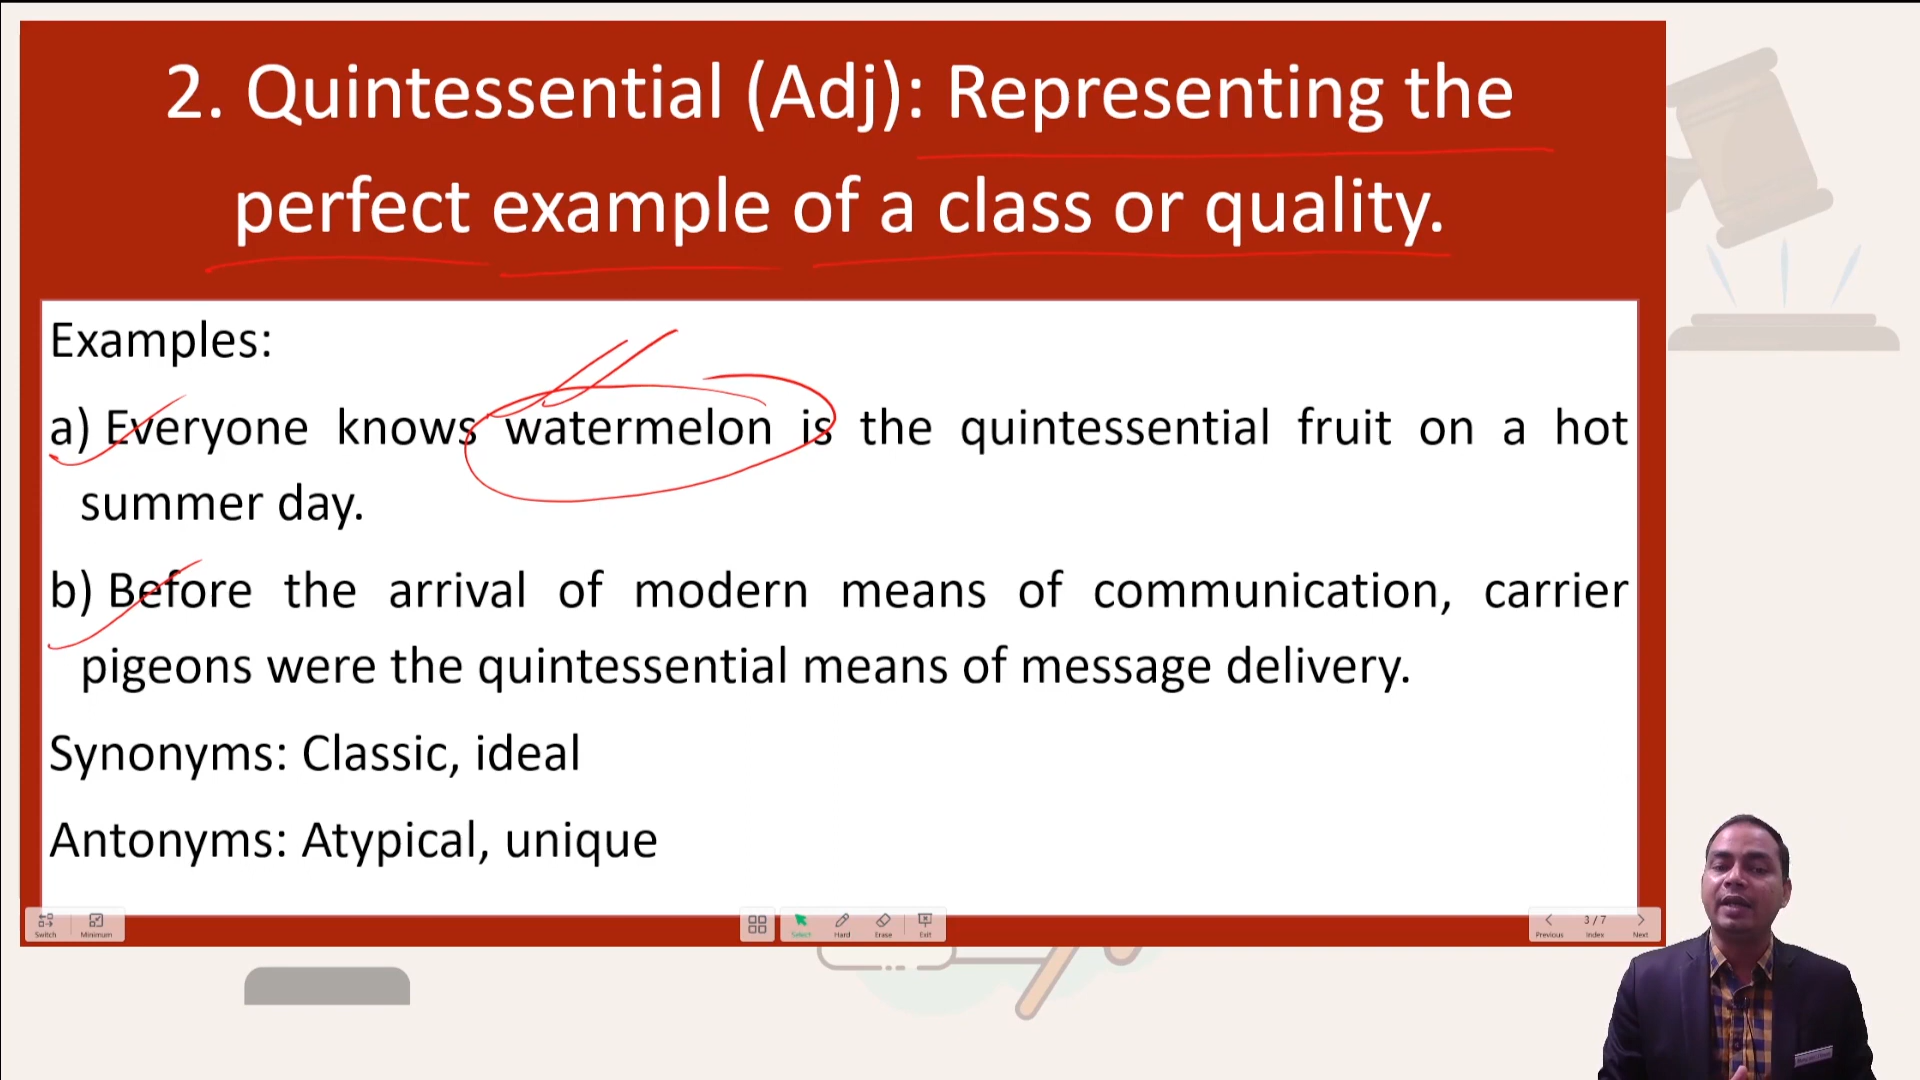 2. Quintessential (Adj): Representing the
perfect example of a class or quality.
Examples:
a) Everyone knows watermelon is the quintessential fruit on a hot
summer day.
b) Before the arrival of modern means of communication, carrier
pigeons were the quintessential means of message delivery.
Synonyms: Classic, ideal
Antonyms: Atypical, unique
Switch Minimum Select Hard Erase Exit Previous 3 / 7 Index Next